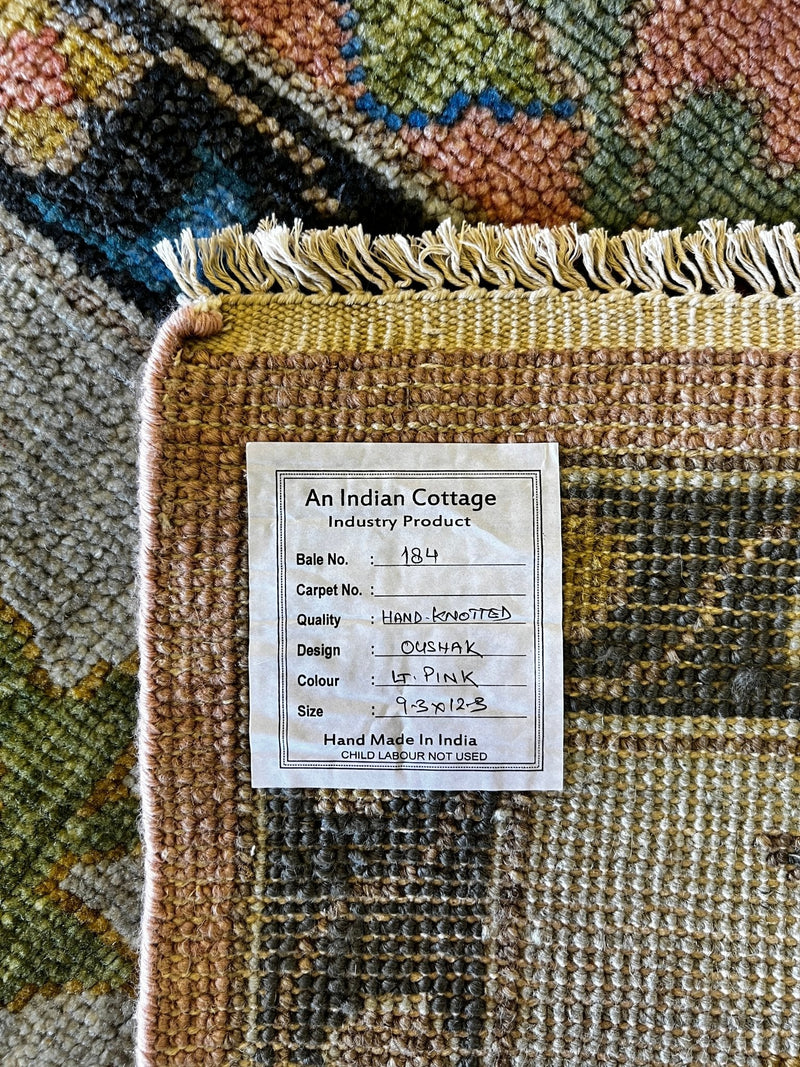 An Indian Cottage
Industry Product
Bale No. : 184
Carpet No. :
Quality : HAND-KNOTTED
Design : OUSHAK
Colour : LT. PINK
Size : 9-3x12-3
Hand Made In India
CHILD LABOUR NOT USED